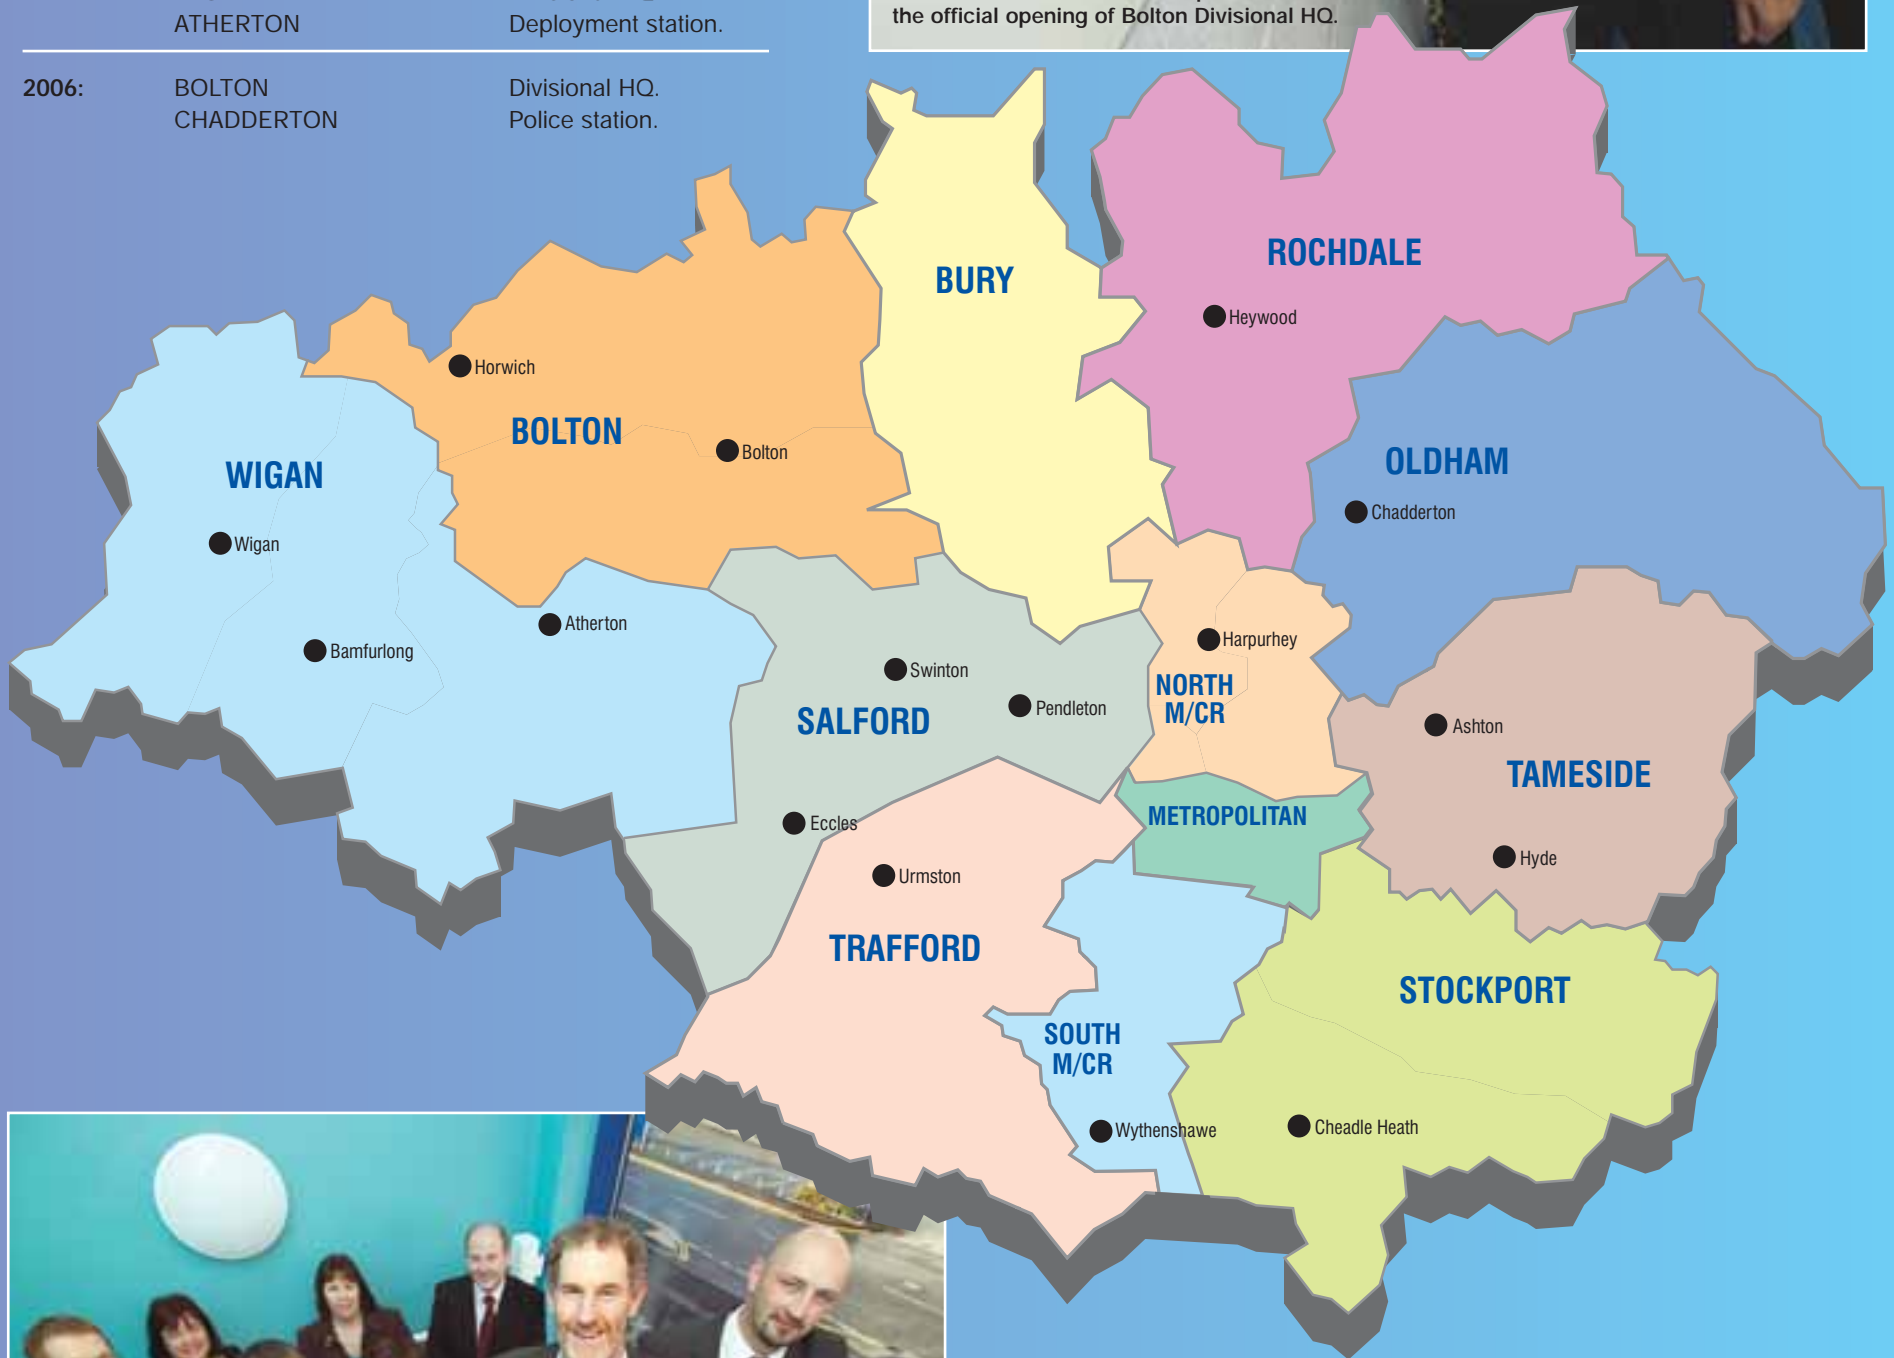 ATHERTON Deployment station.
the official opening of Bolton Divisional HQ.
2006: BOLTON Divisional HQ.
CHADDERTON Police station.
ROCHDALE
BURY
Heywood
Horwich
BOLTON
Bolton
OLDHAM
WIGAN
Chadderton
Wigan
Atherton
Harpurhey
Bamfurlong
Swinton
NORTH
M/CR
Pendleton
SALFORD
Ashton
TAMESIDE
METROPOLITAN
Eccles
Hyde
Urmston
TRAFFORD
STOCKPORT
SOUTH
M/CR
Wythenshawe
Cheadle Heath